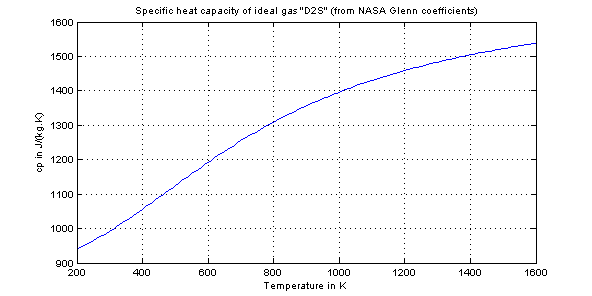 Specific heat capacity of ideal gas "D2S" (from NASA Glenn coefficients)
1600
1500
1400
1300
1200
1100
1000
900
cp in J/(kg.K)
200 400 600 800 1000 1200 1400 1600
Temperature in K